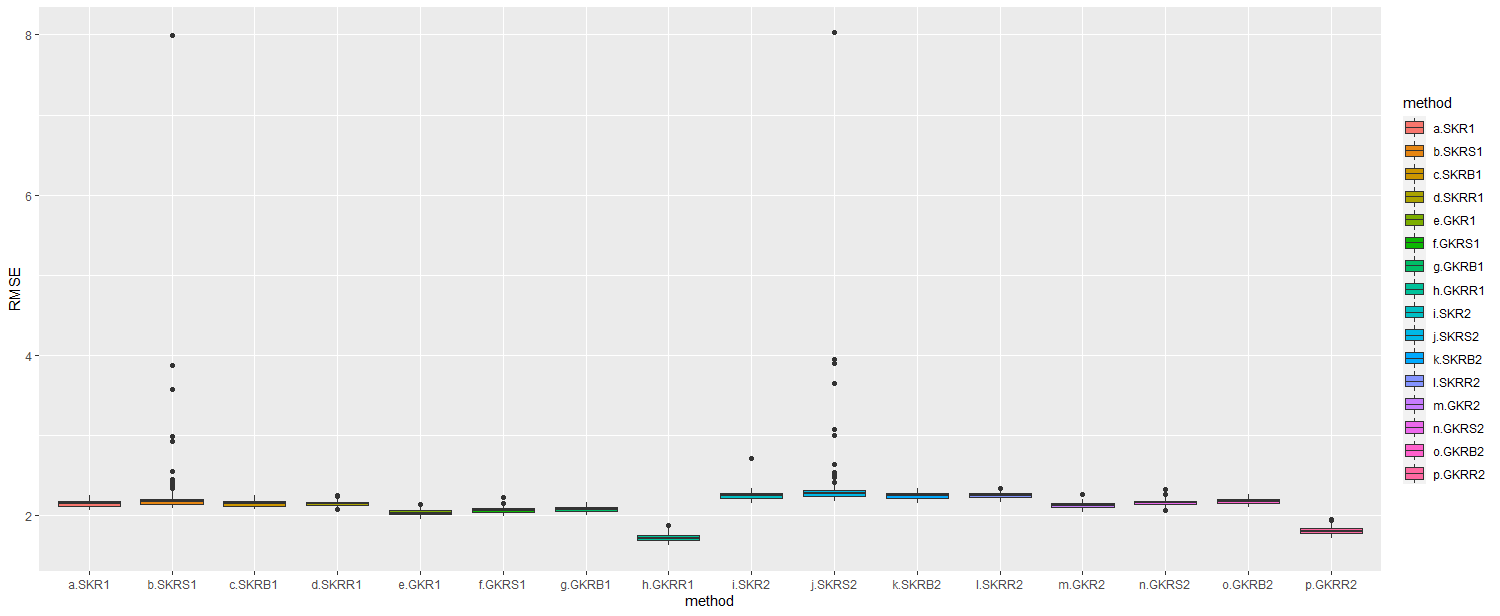 8
6
4
2
RMSE
a.SKR1 b.SKRS1 c.SKRB1 d.SKRR1 e.GKR1 f.GKRS1 g.GKRB1 h.GKRR1 i.SKR2 j.SKRS2 k.SKRB2 l.SKRR2 m.GKR2 n.GKRS2 o.GKRB2 p.GKRR2
method
method
a.SKR1
b.SKRS1
c.SKRB1
d.SKRR1
e.GKR1
f.GKRS1
g.GKRB1
h.GKRR1
i.SKR2
j.SKRS2
k.SKRB2
l.SKRR2
m.GKR2
n.GKRS2
o.GKRB2
p.GKRR2